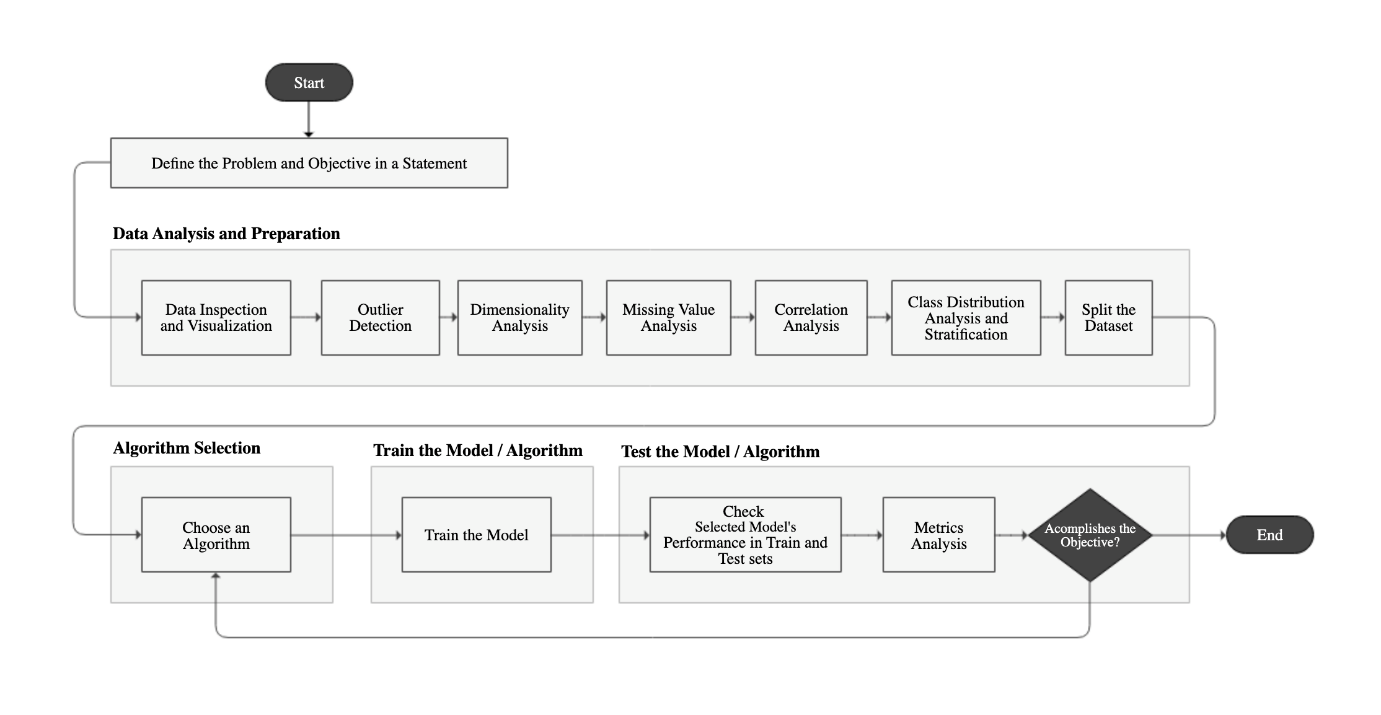 Start
Define the Problem and Objective in a Statement
Data Analysis and Preparation
Data Inspection
and Visualization
Outlier
Detection
Dimensionality
Analysis
Missing Value
Analysis
Correlation
Analysis
Class Distribution
Analysis and
Stratification
Split the
Dataset
Algorithm Selection
Choose an
Algorithm
Train the Model / Algorithm
Train the Model
Test the Model / Algorithm
Check
Selected Model's
Performance in Train and
Test sets
Metrics
Analysis
Acomplishes the
Objective?
End